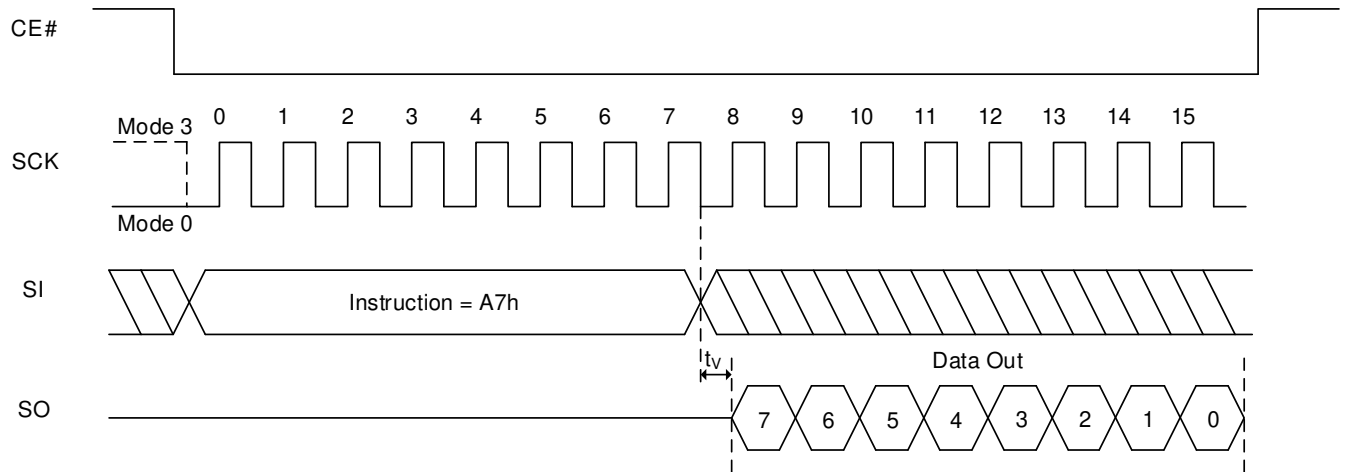 CE#
0 1 2 3 4 5 6 7 8 9 10 11 12 13 14 15
Mode 3
SCK
Mode 0
SI
Instruction = A7h
tV
Data Out
SO
7 6 5 4 3 2 1 0